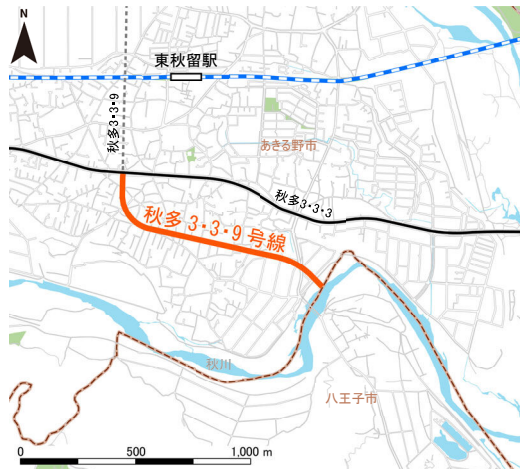 N
東秋留駅
秋多3・3・9
あきる野市
秋多3・3・3
秋多3・3・9号線
秋川
八王子市
0 500 1,000 m